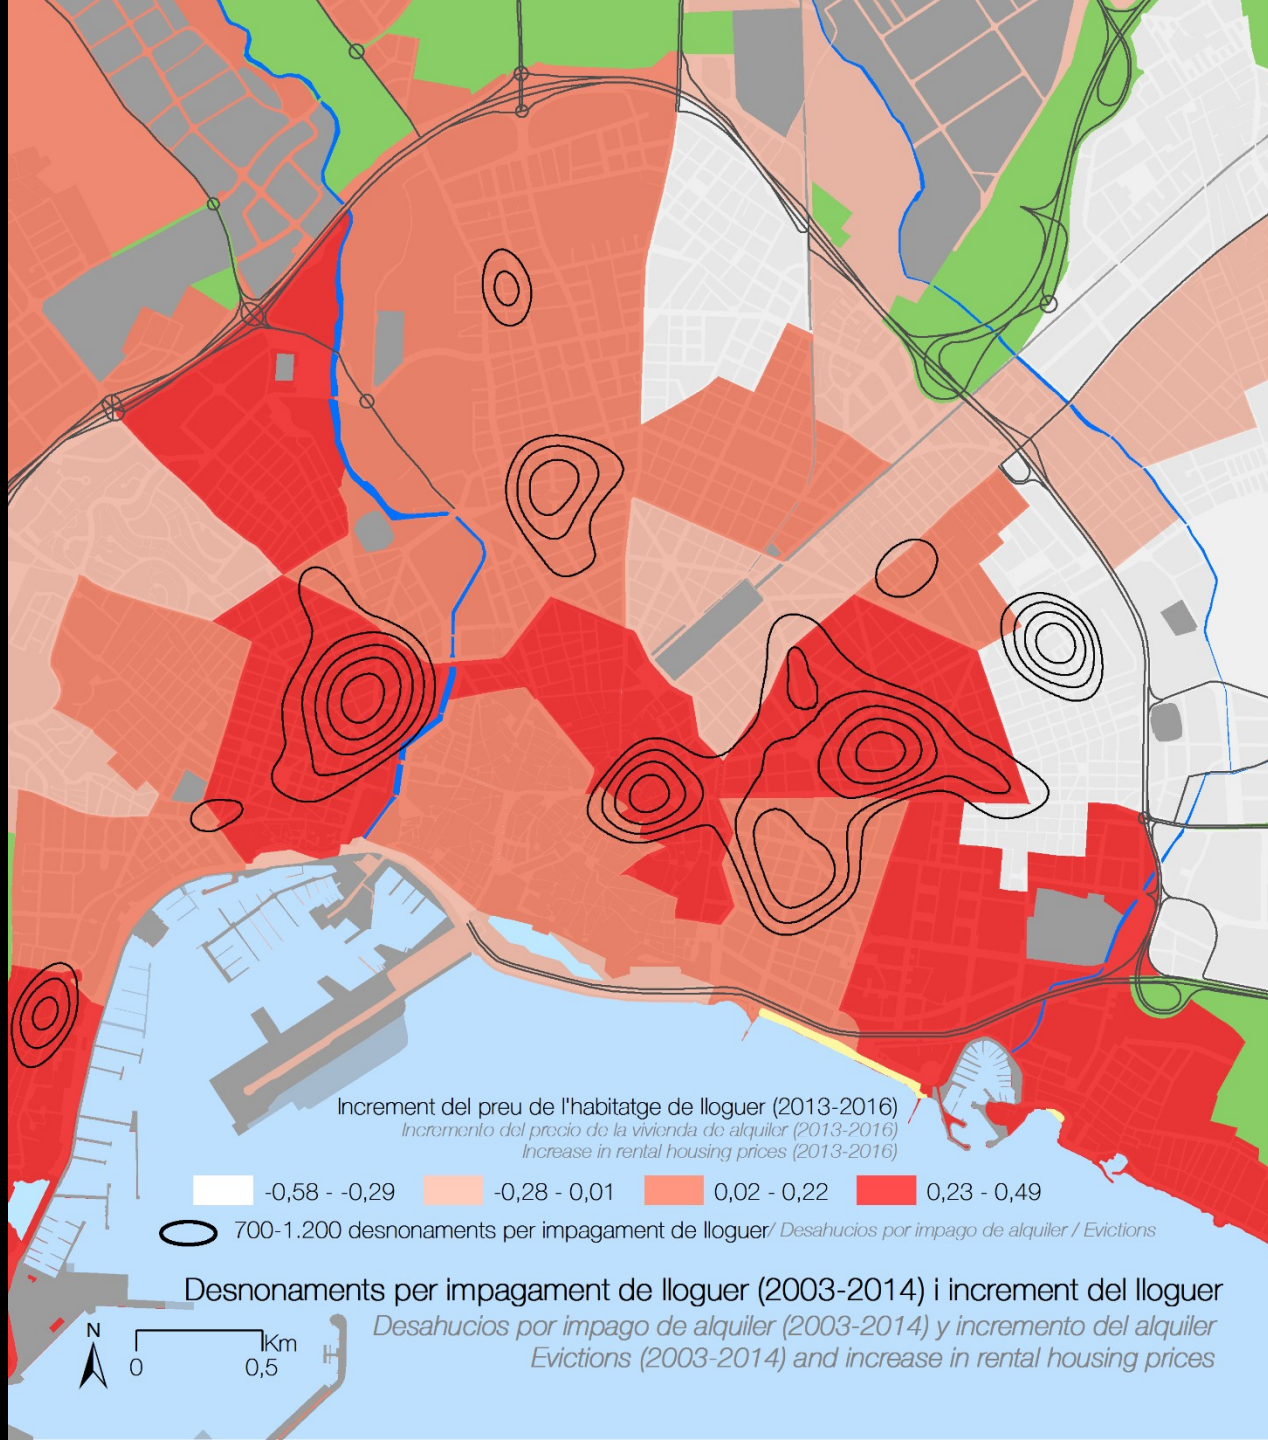 Increment del preu de l'habitatge de lloguer (2013-2016)
Incremento del precio de la vivienda de alquiler (2013-2016)
Increase in rental housing prices (2013-2016)
-0,58 - -0,29 -0,28 - 0,01 0,02 - 0,22 0,23 - 0,49
700-1.200 desnonaments per impagament de lloguer/ Desahucios por impago de alquiler / Evictions
Desnonaments per impagament de lloguer (2003-2014) i increment del lloguer
Desahucios por impago de alquiler (2003-2014) y incremento del alquiler
Evictions (2003-2014) and increase in rental housing prices
N
Km
0 0,5